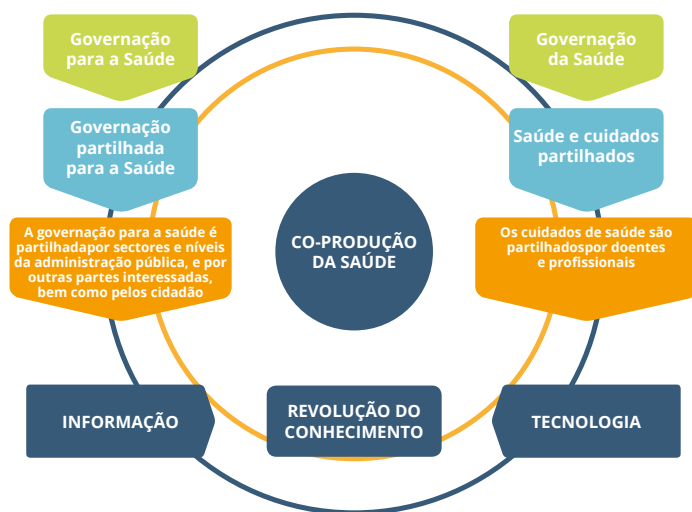 Governação
para a Saúde
Governação
da Saúde
Governação
partilhada
para a Saúde
Saúde e cuidados
partilhados
A governação para a saúde é
partilhadapor sectores e níveis
da administração pública, e por
outras partes interessadas,
bem como pelos cidadão
CO-PRODUÇÃO
DA SAÚDE
Os cuidados de saúde são
partilhadospor doentes
e profissionais
INFORMAÇÃO
REVOLUÇÃO DO
CONHECIMENTO
TECNOLOGIA